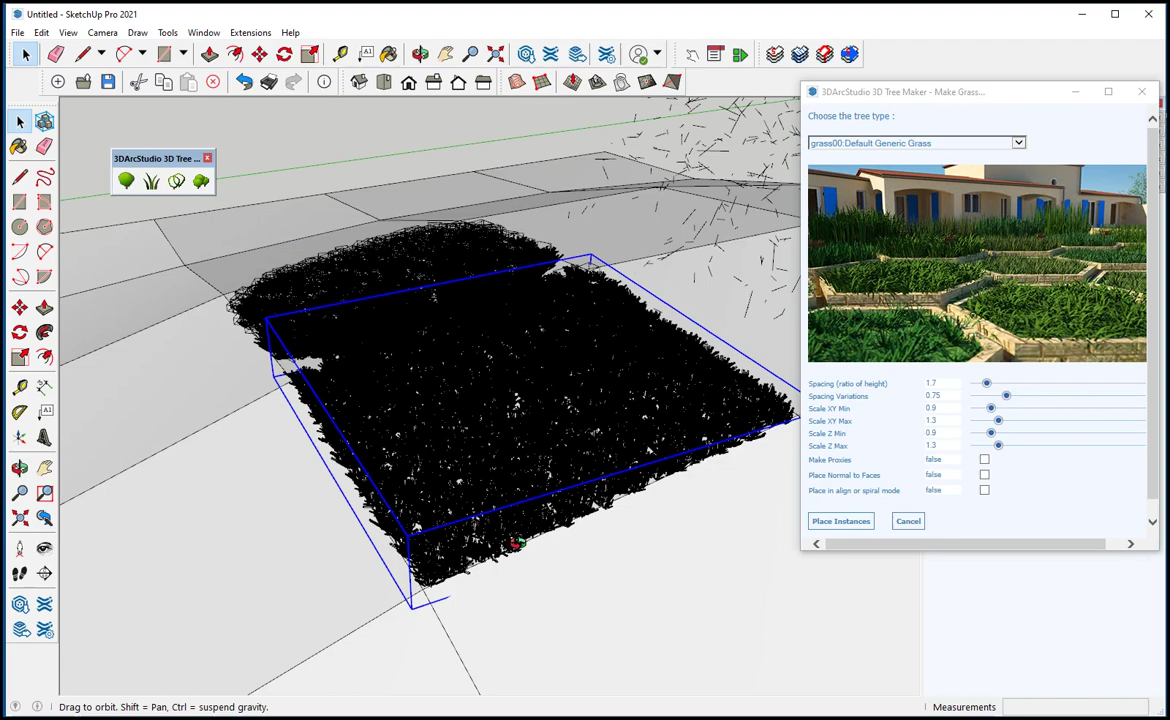 Untitled - SketchUp Pro 2021
File Edit View Camera Draw Tools Window Extensions Help
3DArcStudio 3D Tree Maker - Make Grass...
Choose the tree type :
grass00:Default Generic Grass
3DArcStudio 3D Tree ...
Spacing (ratio of height) 1.7
Spacing Variations 0.75
Scale XY Min 0.9
Scale XY Max 1.3
Scale Z Min 0.9
Scale Z Max 1.3
Make Proxies false
Place Normal to Faces false
Place in align or spiral mode false
Place Instances Cancel
Drag to orbit. Shift = Pan, Ctrl = suspend gravity. Measurements